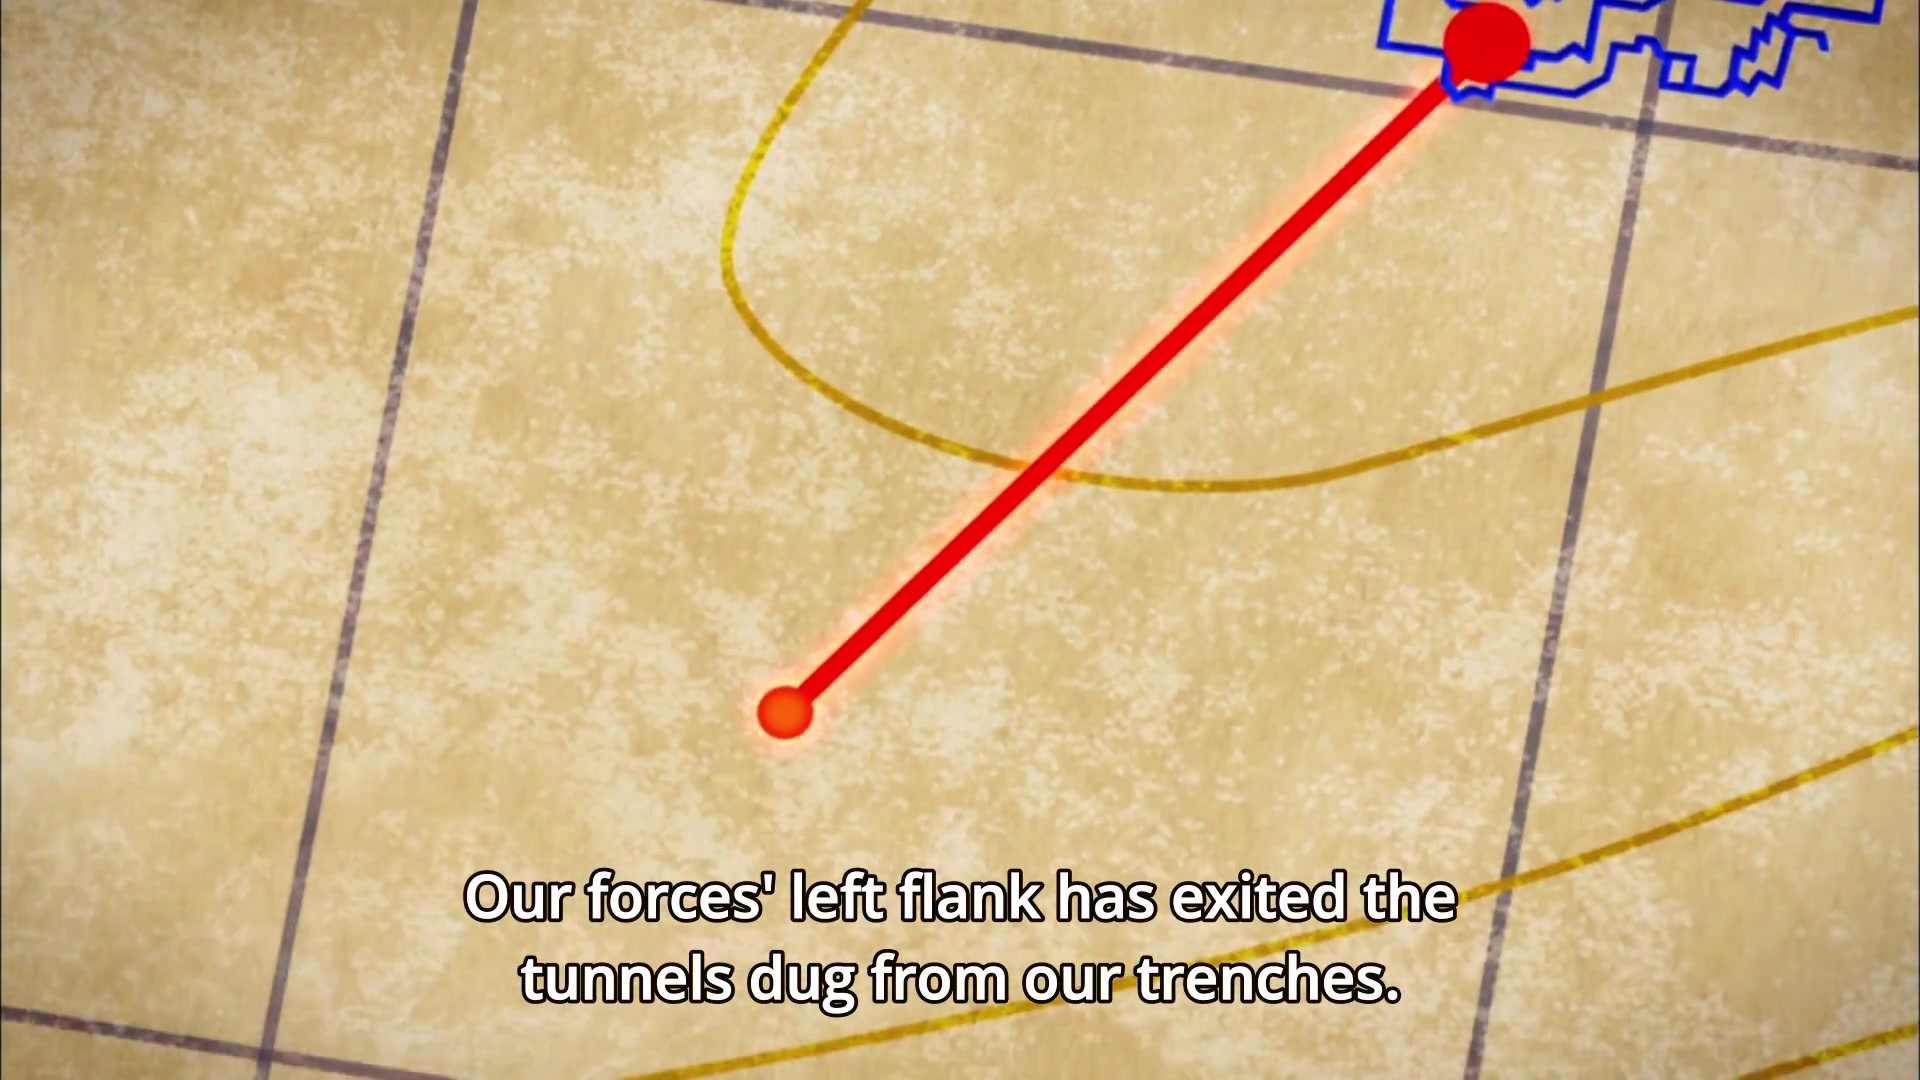 Our forces' left flank has exited the
tunnels dug from our trenches.